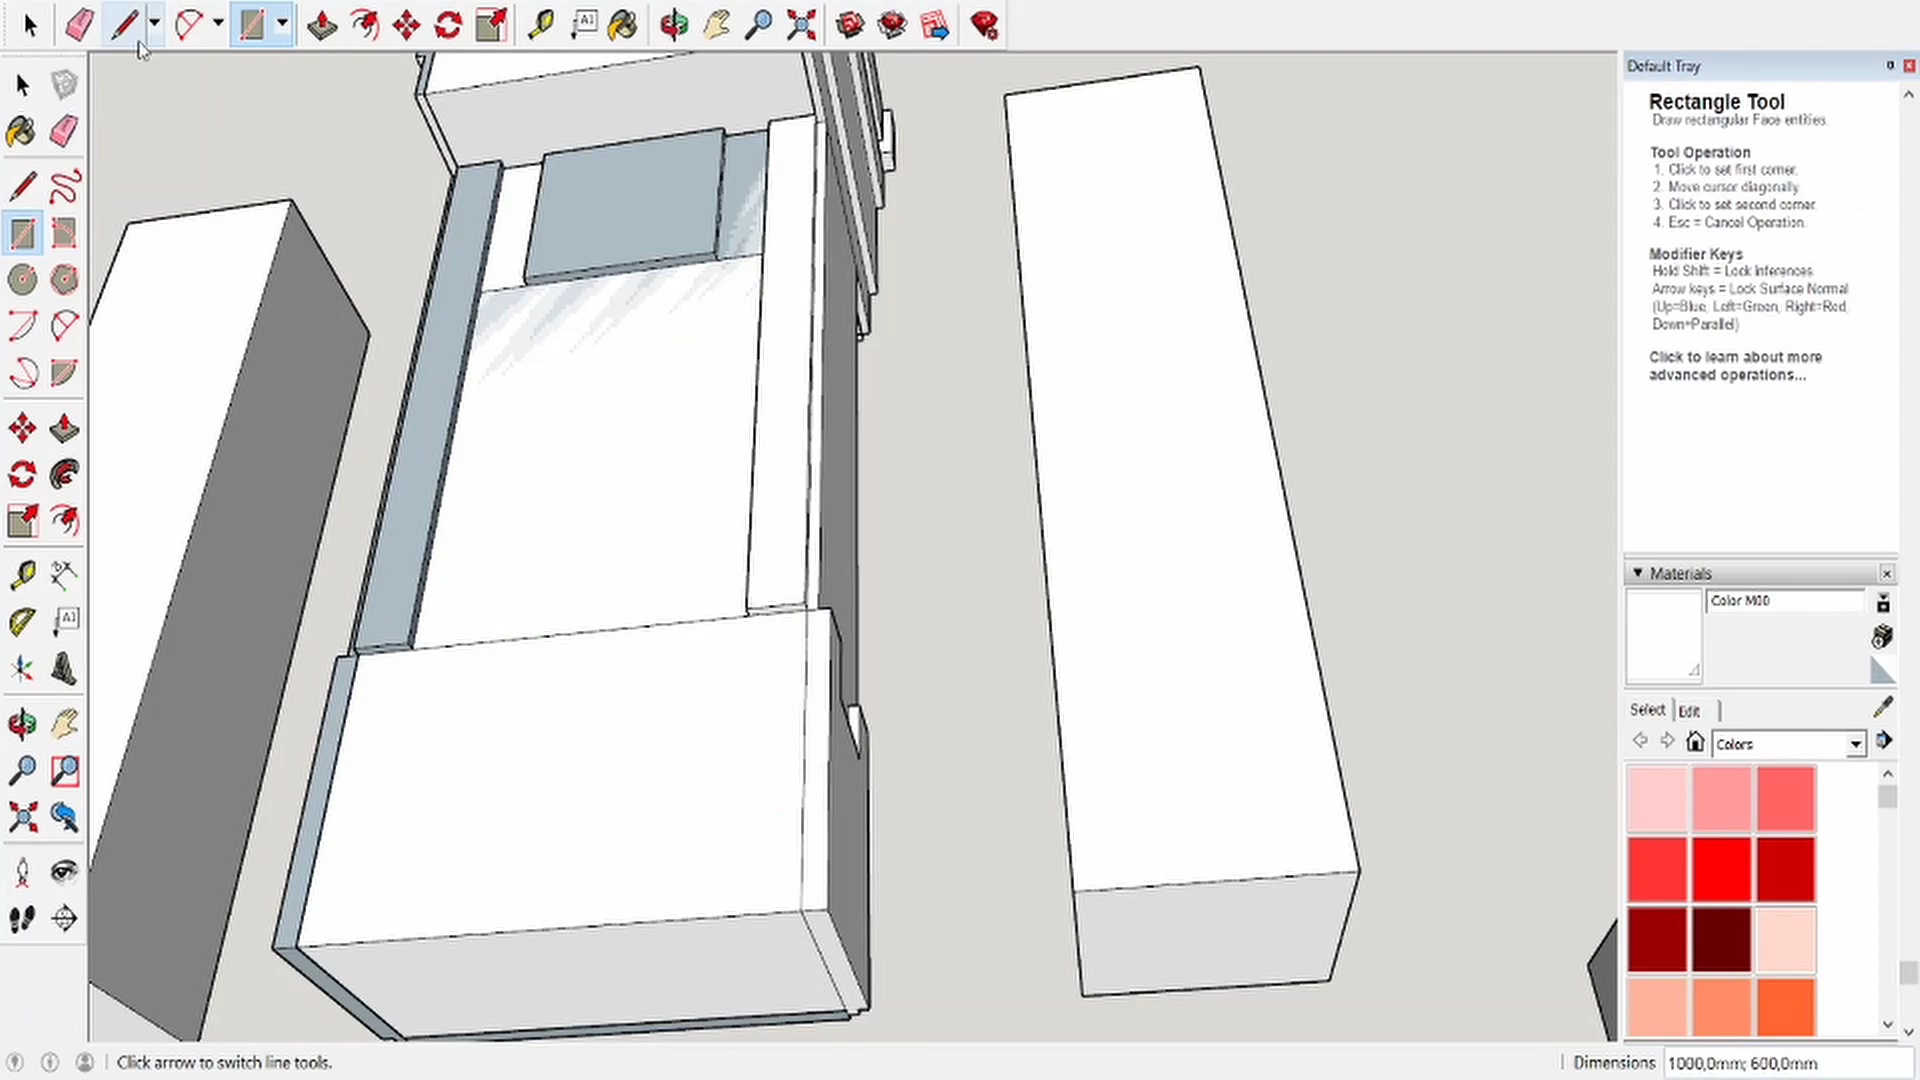 A1
Default Tray
Rectangle Tool
Draw rectangular Face entities.
Tool Operation
1. Click to set first corner.
2. Move cursor diagonally.
3. Click to set second corner.
4. Esc = Cancel Operation.
Modifier Keys
Hold Shift = Lock Inferences
Arrow keys = Lock Surface Normal
(Up=Blue, Left=Green, Right=Red,
Down=Parallel)
Click to learn about more
advanced operations...
A1
Materials
Color M00
Select
Edit
Colors
Click arrow to switch line tools.
Dimensions
1000,0mm; 600,0mm